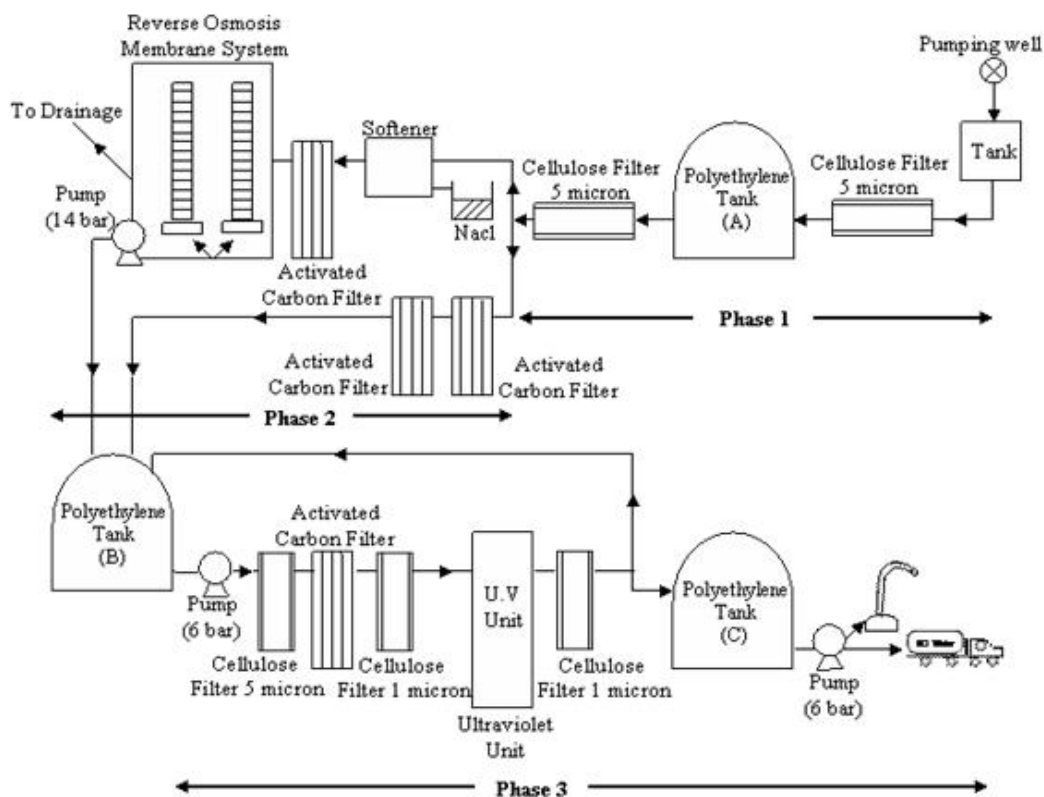 Reverse Osmosis
Membrane System
To Drainage
Pump
(14 bar)
Softener
Nacl
Activated
Carbon Filter
Cellulose Filter
5 micron
Polyethylene
Tank
(A)
Cellulose Filter
5 micron
Pumping well
Tank
Phase 1
Activated
Carbon Filter
Activated
Carbon Filter
Phase 2
Polyethylene
Tank
(B)
Pump
(6 bar)
Cellulose
Filter 5 micron
Activated
Carbon Filter
Cellulose
Filter 1 micron
U.V
Unit
Ultraviolet
Unit
Cellulose
Filter 1 micron
Polyethylene
Tank
(C)
Pump
(6 bar)
Phase 3